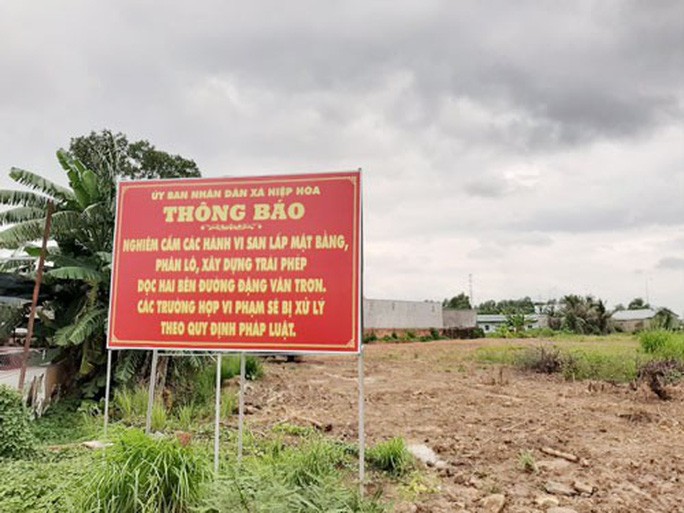 ỦY BAN NHÂN DÂN XÃ HIỆP HÒA
THÔNG BÁO
NGHIÊM CẤM CÁC HÀNH VI SAN LẤP MẶT BẰNG,
PHÂN LÔ, XÂY DỰNG TRÁI PHÉP
DỌC HAI BÊN ĐƯỜNG ĐẶNG VĂN TRƠN.
CÁC TRƯỜNG HỢP VI PHẠM SẼ BỊ XỬ LÝ
THEO QUY ĐỊNH PHÁP LUẬT.